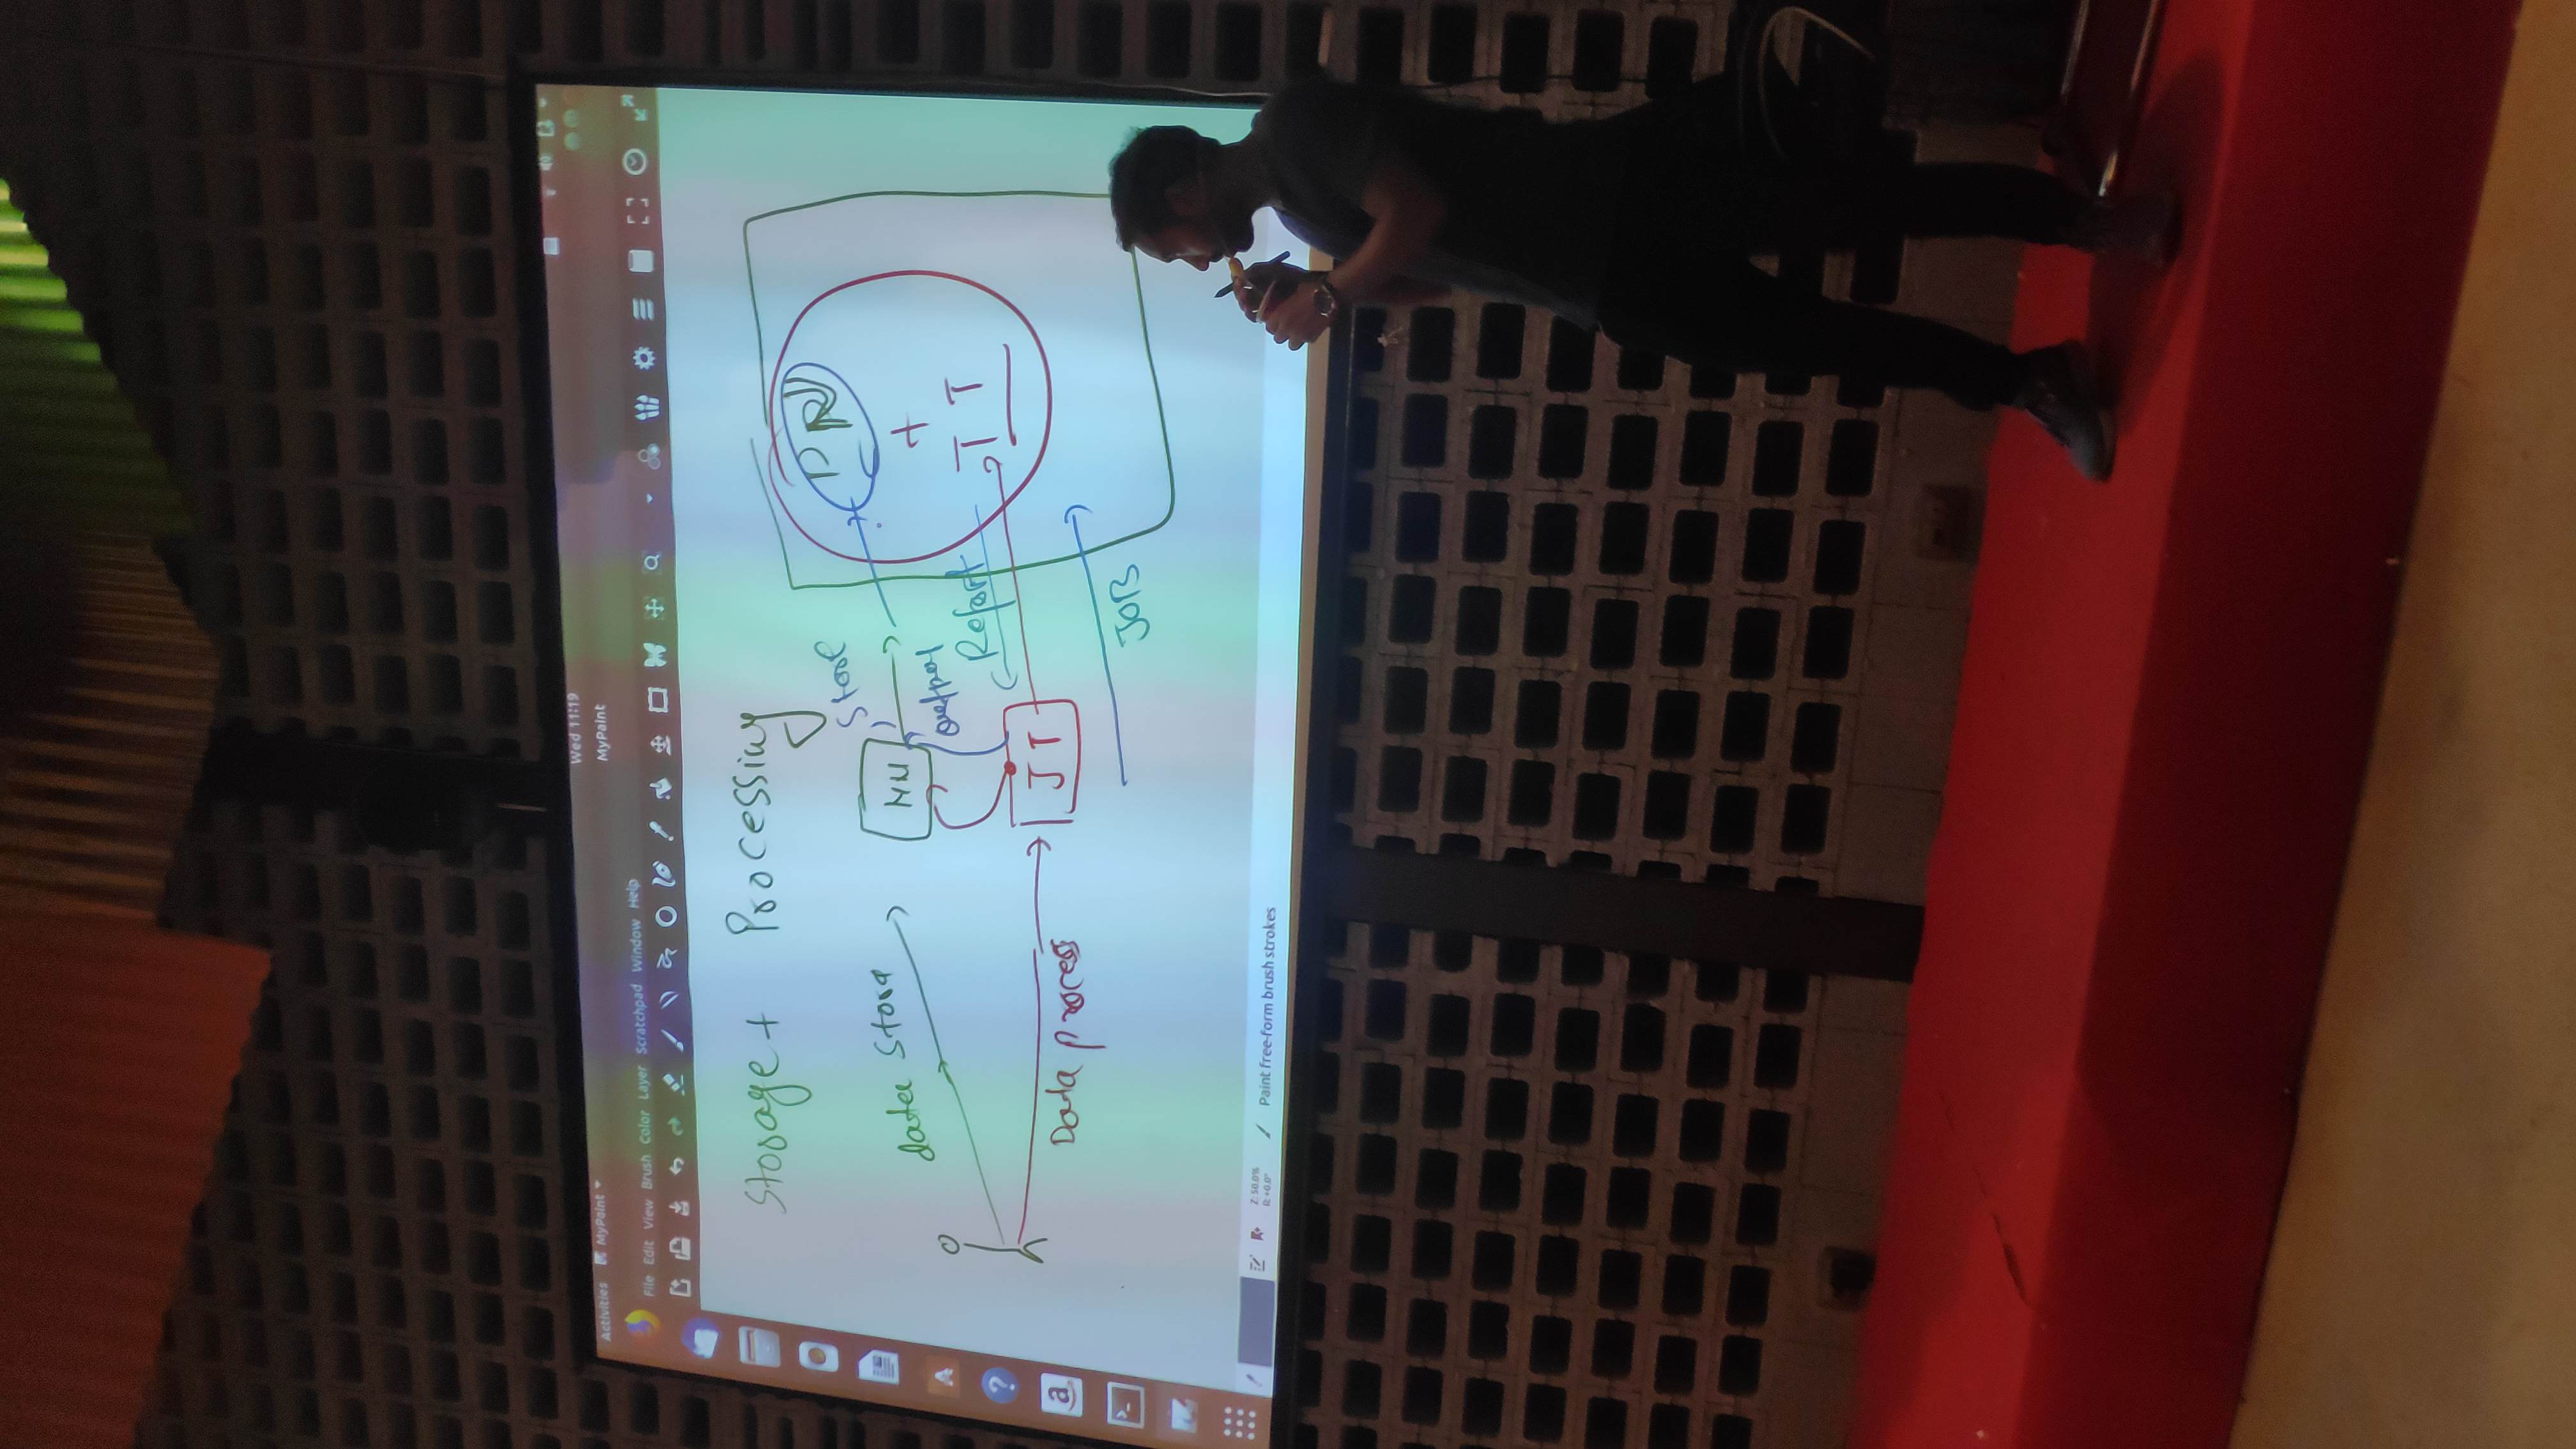 Wed 11:19
Activities MyPaint
MyPaint
File Edit View Brush Color Layer Scratchpad Window Help
Storage + Processing
Store
data Store
NN
DN
output
+
Report
TT
JT
Data process
JOB
Z: 50.0%
R: +0.0°
Paint free-form brush strokes